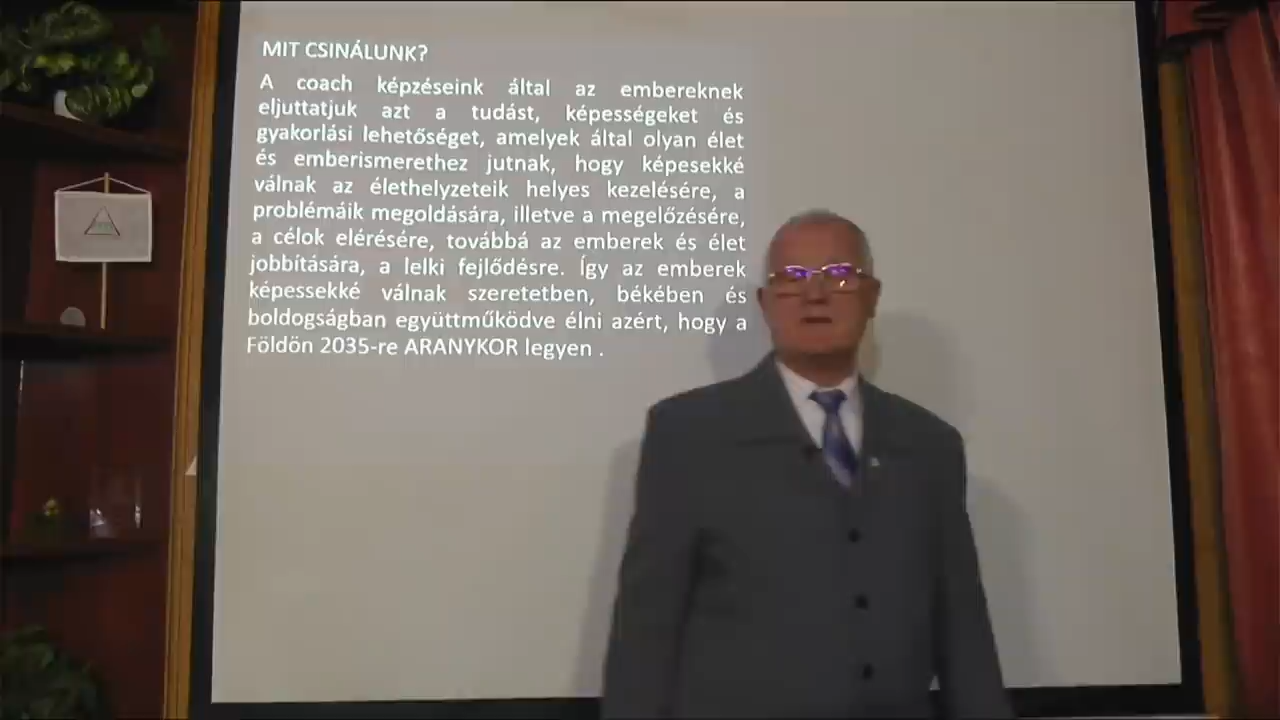 MIT CSINÁLUNK?
A coach képzéseink által az embereknek
eljuttatjuk azt a tudást, képességeket és
gyakorlási lehetőséget, amelyek által olyan élet
és emberismerethez jutnak, hogy képesekké
válnak az élethelyzeteik helyes kezelésére, a
problémáik megoldására, illetve a megelőzésére,
a célok elérésére, továbbá az emberek és élet
jobbítására, a lelki fejlődésre. Így az emberek
képessekké válnak szeretetben, békében és
boldogságban együttműködve élni azért, hogy a
Földön 2035-re ARANYKOR legyen .